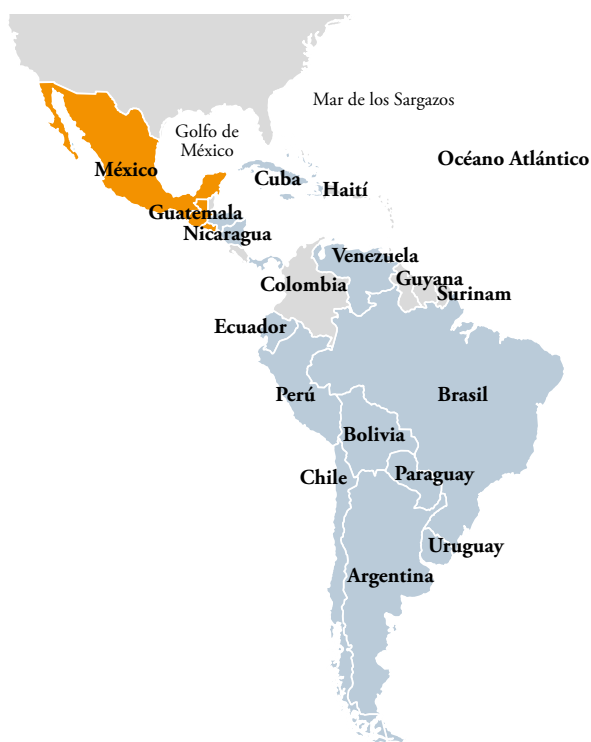 Mar de los Sargazos
Golfo de
México
Océano Atlántico
México
Cuba
Haití
Guatemala
Nicaragua
Venezuela
Colombia
Guyana
Surinam
Ecuador
Perú
Brasil
Bolivia
Chile
Paraguay
Uruguay
Argentina